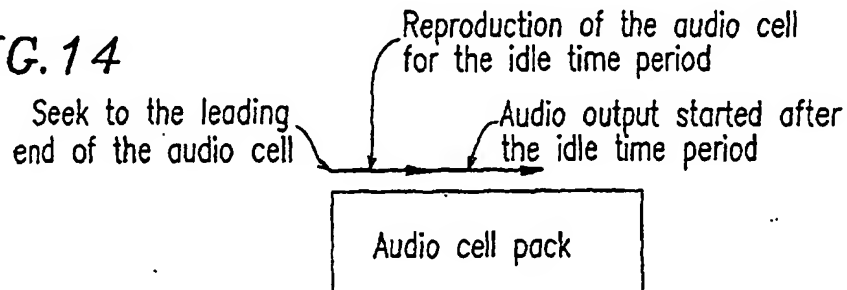 G.14
Reproduction of the audio cell
for the idle time period
Seek to the leading
end of the audio cell
Audio output started after
the idle time period
Audio cell pack